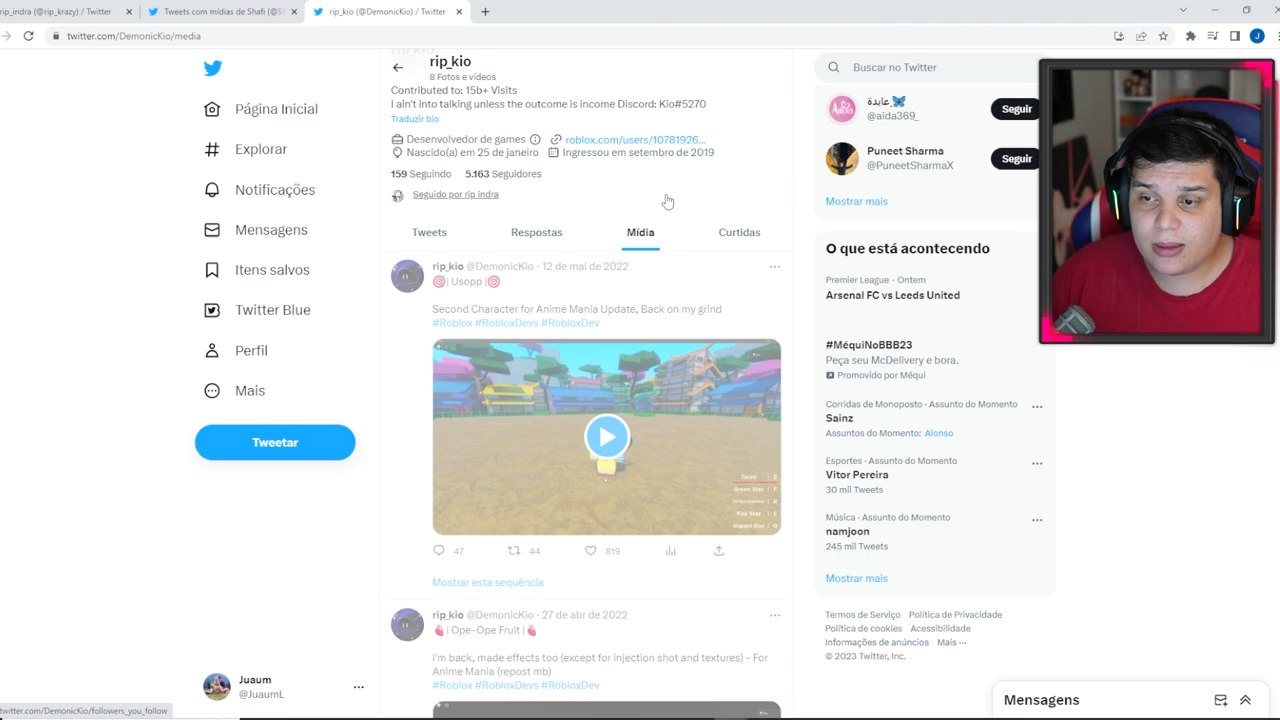 rip_indra (@rip_krazy) / Twitter
Tweets com mídias de Shafi (@S
rip_kio (@DemonicKio) / Twitter
twitter.com/DemonicKio/media
J
Página Inicial
Explorar
Notificações
Mensagens
Itens salvos
Twitter Blue
Perfil
Mais
Tweetar
Juaum
@JuaumL
twitter.com/DemonicKio/followers_you_follow
rip_kio
8 Fotos e vídeos
Contributed to: 15b+ Visits
I ain't into talking unless the outcome is income Discord: Kio#5270
Traduzir bio
Desenvolvedor de games
roblox.com/users/10781926...
Nascido(a) em 25 de janeiro
Ingressou em setembro de 2019
159 Seguindo 5.163 Seguidores
Seguido por rip indra
Tweets Respostas Mídia Curtidas
rip_kio @DemonicKio · 12 de mai de 2022
🎯| Usopp |🎯
Second Character for Anime Mania Update, Back on my grind
#Roblox #RobloxDevs #RobloxDev
Taunt
Green Star | F
Fire Star
47 44 819
Mostrar esta sequência
rip_kio @DemonicKio · 27 de abr de 2022
| Ope-Ope Fruit |
I'm back, made effects too (except for injection shot and textures) - For
Anime Mania (repost mb)
#Roblox #RobloxDevs #RobloxDev
Buscar no Twitter
عايدة
@aida369_
Seguir
Puneet Sharma
@PuneetSharmaX
Seguir
Mostrar mais
O que está acontecendo
Premier League · Ontem
Arsenal FC vs Leeds United
#MéquiNoBBB23
Peça seu McDelivery e bora.
Promovido por Méqui
Corridas de Monoposto · Assunto do Momento
Sainz
Assuntos do Momento: Alonso
Esportes · Assunto do Momento
Vitor Pereira
30 mil Tweets
Música · Assunto do Momento
namjoon
245 mil Tweets
Mostrar mais
Termos de Serviço Política de Privacidade
Política de cookies Acessibilidade
Informações de anúncios Mais ···
© 2023 Twitter, Inc.
Mensagens